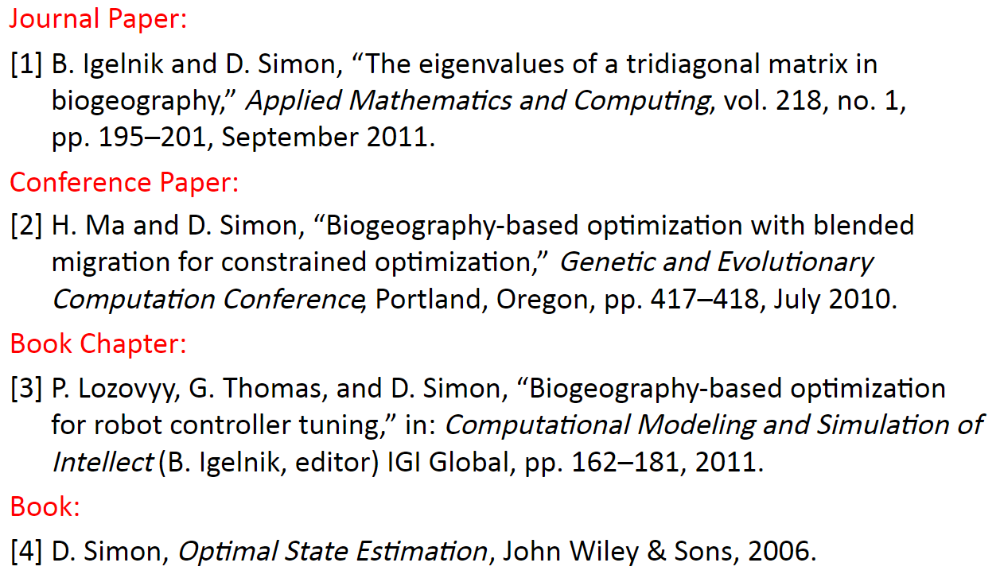 Journal Paper:
[1] B. Igelnik and D. Simon, “The eigenvalues of a tridiagonal matrix in
biogeography,” Applied Mathematics and Computing, vol. 218, no. 1,
pp. 195–201, September 2011.
Conference Paper:
[2] H. Ma and D. Simon, “Biogeography-based optimization with blended
migration for constrained optimization,” Genetic and Evolutionary
Computation Conference, Portland, Oregon, pp. 417–418, July 2010.
Book Chapter:
[3] P. Lozovyy, G. Thomas, and D. Simon, “Biogeography-based optimization
for robot controller tuning,” in: Computational Modeling and Simulation of
Intellect (B. Igelnik, editor) IGI Global, pp. 162–181, 2011.
Book:
[4] D. Simon, Optimal State Estimation, John Wiley & Sons, 2006.